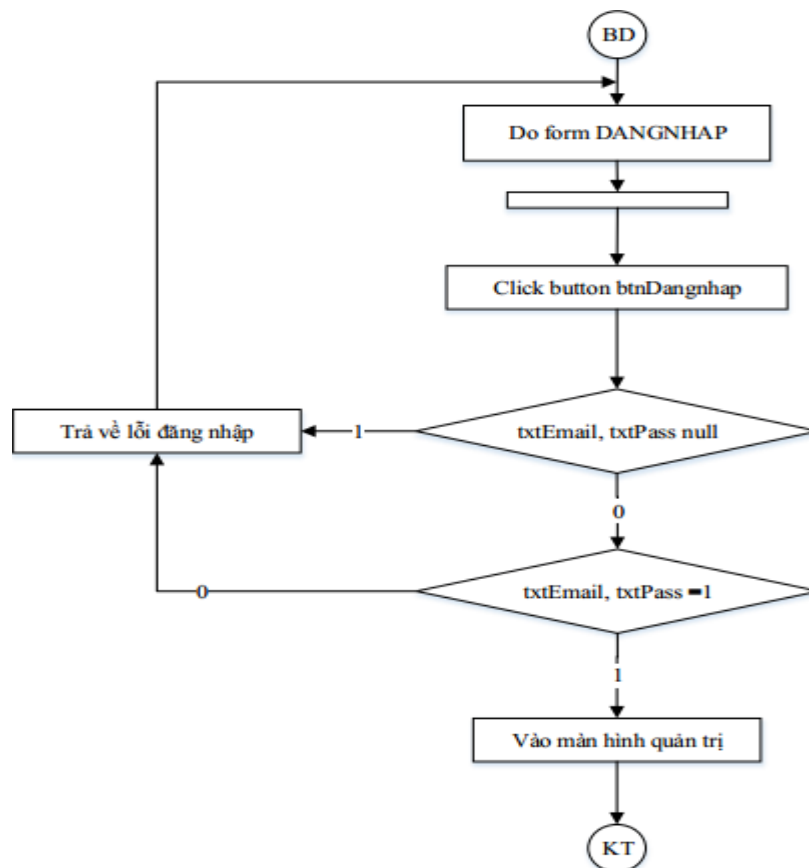 BD
Do form DANGNHAP
Click button btnDangnhap
txtEmail, txtPass null
1
Trả về lỗi đăng nhập
0
txtEmail, txtPass =1
0
1
Vào màn hình quản trị
KT